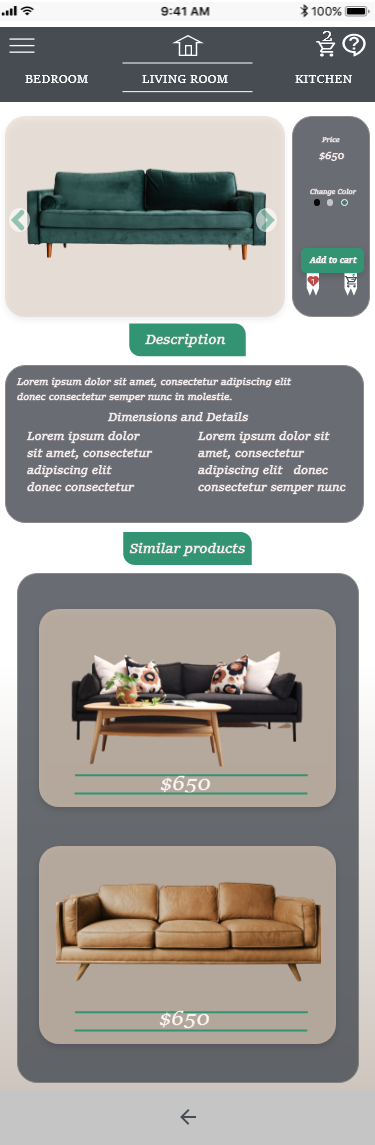 9:41 AM 100%
2
BEDROOM LIVING ROOM KITCHEN
Price
$650
Change Color
Add to cart
Description
Lorem ipsum dolor sit amet, consectetur adipiscing elit
donec consectetur semper nunc in molestie.
Dimensions and Details
Lorem ipsum dolor
sit amet, consectetur
adipiscing elit
donec consectetur
Lorem ipsum dolor sit
amet, consectetur
adipiscing elit donec
consectetur semper nunc
Similar products
$650
$650